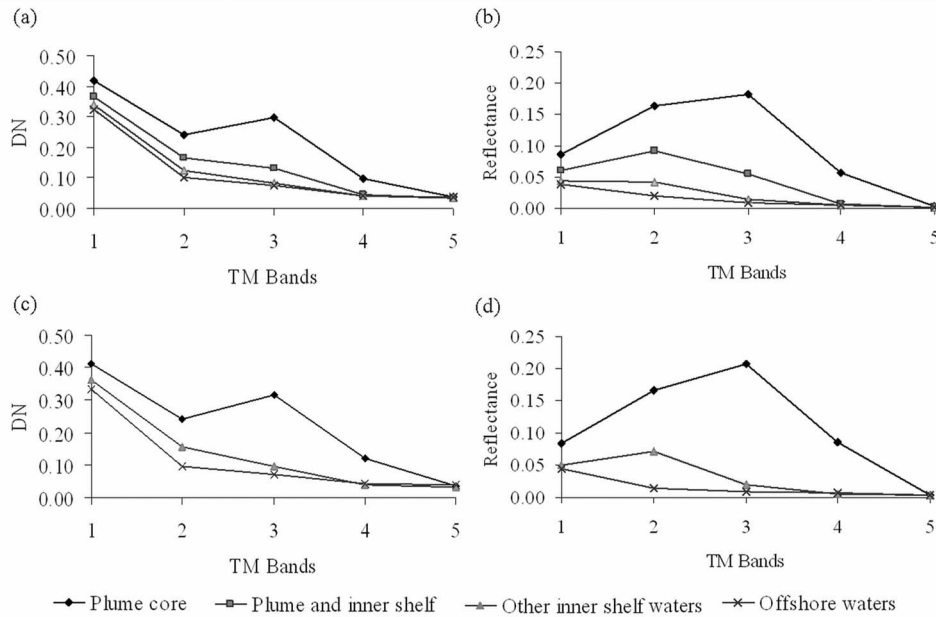 (a)
0.50
0.40
0.30
0.20
0.10
0.00
DN
1 2 3 4 5
TM Bands
(b)
0.25
0.20
0.15
0.10
0.05
0.00
Reflectance
1 2 3 4 5
TM Bands
(c)
0.50
0.40
0.30
0.20
0.10
0.00
DN
1 2 3 4 5
TM Bands
(d)
0.25
0.20
0.15
0.10
0.05
0.00
Reflectance
1 2 3 4 5
TM Bands
Plume core Plume and inner shelf Other inner shelf waters Offshore waters